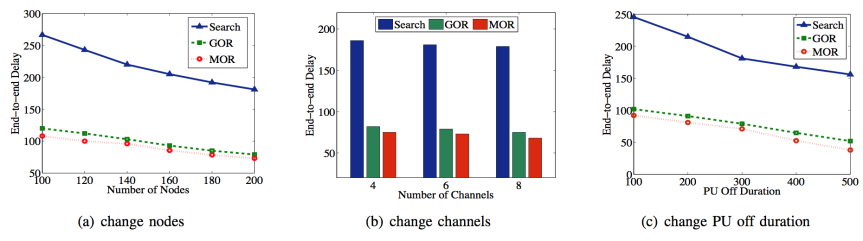 300
250
200
150
100
50
End-to-end Delay
Search
GOR
MOR
100 120 140 160 180 200
Number of Nodes
(a) change nodes
200
150
100
50
End-to-end Delay
Search GOR MOR
4 6 8
Number of Channels
(b) change channels
250
200
150
100
50
0
End-to-end Delay
Search
GOR
MOR
100 200 300 400 500
PU Off Duration
(c) change PU off duration